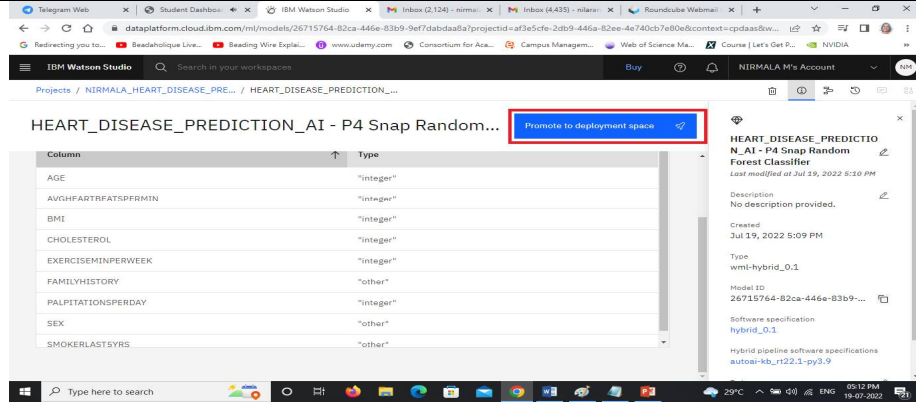 Telegram Web
Student Dashboar
IBM Watson Studio
Inbox (2,124) - nirmal
Inbox (4,435) - nilaran
Roundcube Webmail
dataplatform.cloud.ibm.com/ml/models/26715764-82ca-446e-83b9-9ef7dabdaa8a?projectid=af3e5cfe-2db9-446a-82ee-4e740cb7e80e&context=cpdaas&w...
Redirecting you to... Beadaholique Live... Beading Wire Explai... www.udemy.com Consortium for Aca... Campus Managem... Web of Science Ma... Course | Let's Get P... NVIDIA
IBM Watson Studio Search in your workspaces Buy NIRMALA M's Account NM
Projects / NIRMALA_HEART_DISEASE_PRE... / HEART_DISEASE_PREDICTION_...
HEART_DISEASE_PREDICTION_AI - P4 Snap Random... Promote to deployment space
Column Type
AGE "integer"
AVGHEARTBEATSPERMIN "integer"
BMI "integer"
CHOLESTEROL "integer"
EXERCISEMINPERWEEK "integer"
FAMILYHISTORY "other"
PALPITATIONSPERDAY "integer"
SEX "other"
SMOKERLAST5YRS "other"
HEART_DISEASE_PREDICTIO
N_AI - P4 Snap Random
Forest Classifier
Last modified at Jul 19, 2022 5:10 PM
Description
No description provided.
Created
Jul 19, 2022 5:09 PM
Type
wml-hybrid_0.1
Model ID
26715764-82ca-446e-83b9-...
Software specification
hybrid_0.1
Hybrid pipeline software specifications
autoai-kb_rt22.1-py3.9
Type here to search
29°C ENG 05:12 PM
19-07-2022
21